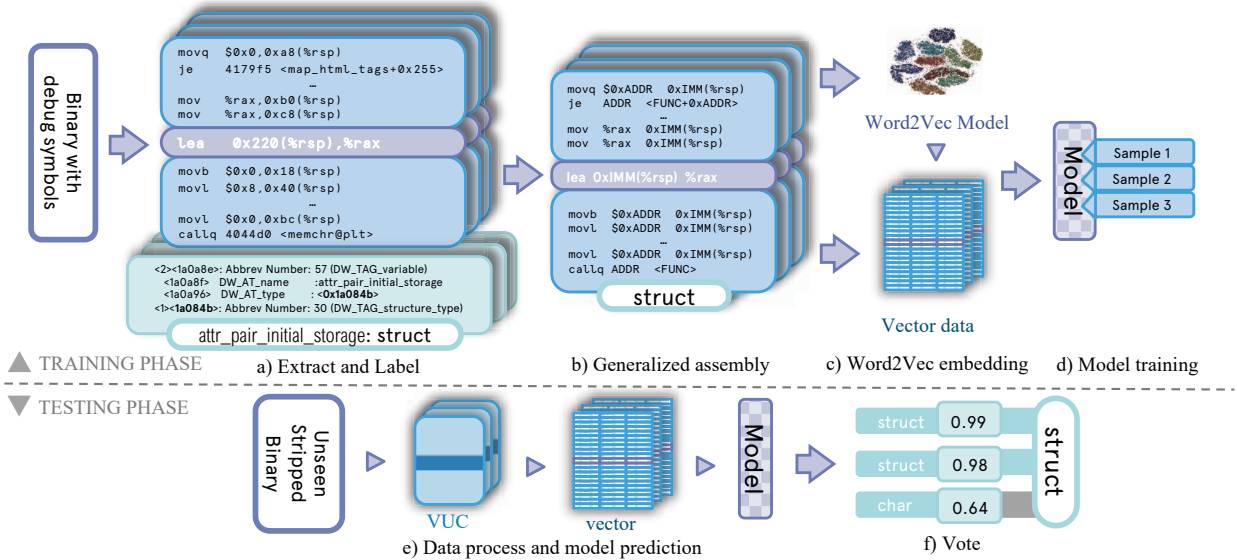 Binary with
debug symbols
movq $0x0,0xa8(%rsp)
je 4179f5 <map_html_tags+0x255>
…
mov %rax,0xb0(%rsp)
mov %rax,0xc8(%rsp)
lea 0x220(%rsp),%rax
movb $0x0,0x18(%rsp)
movl $0x8,0x40(%rsp)
…
movl $0x0,0xbc(%rsp)
callq 4044d0 <memchr@plt>
<2><1a0a8e>: Abbrev Number: 57 (DW_TAG_variable)
<1a0a8f> DW_AT_name :attr_pair_initial_storage
<1a0a96> DW_AT_type : <0x1a084b>
<1><1a084b>: Abbrev Number: 30 (DW_TAG_structure_type)
attr_pair_initial_storage: struct
a) Extract and Label
movq $0xADDR 0xIMM(%rsp)
je ADDR <FUNC+0xADDR>
…
mov %rax 0xIMM(%rsp)
mov %rax 0xIMM(%rsp)
lea 0xIMM(%rsp) %rax
movb $0xADDR 0xIMM(%rsp)
movl $0xADDR 0xIMM(%rsp)
…
movl $0xADDR 0xIMM(%rsp)
callq ADDR <FUNC>
struct
b) Generalized assembly
Word2Vec Model
Vector data
c) Word2Vec embedding
Model
Sample 1
Sample 2
Sample 3
d) Model training
TRAINING PHASE
TESTING PHASE
Unseen
Stripped
Binary
VUC
vector
Model
e) Data process and model prediction
struct 0.99
struct 0.98
char 0.64
struct
f) Vote